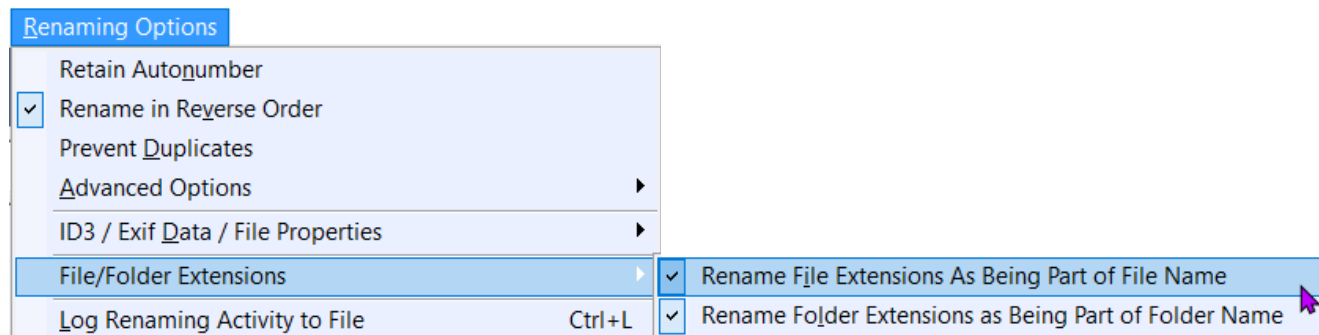 Renaming Options
Retain Autonumber
Rename in Reverse Order
Prevent Duplicates
Advanced Options
ID3 / Exif Data / File Properties
File/Folder Extensions
Rename File Extensions As Being Part of File Name
Log Renaming Activity to File Ctrl+L
Rename Folder Extensions as Being Part of Folder Name